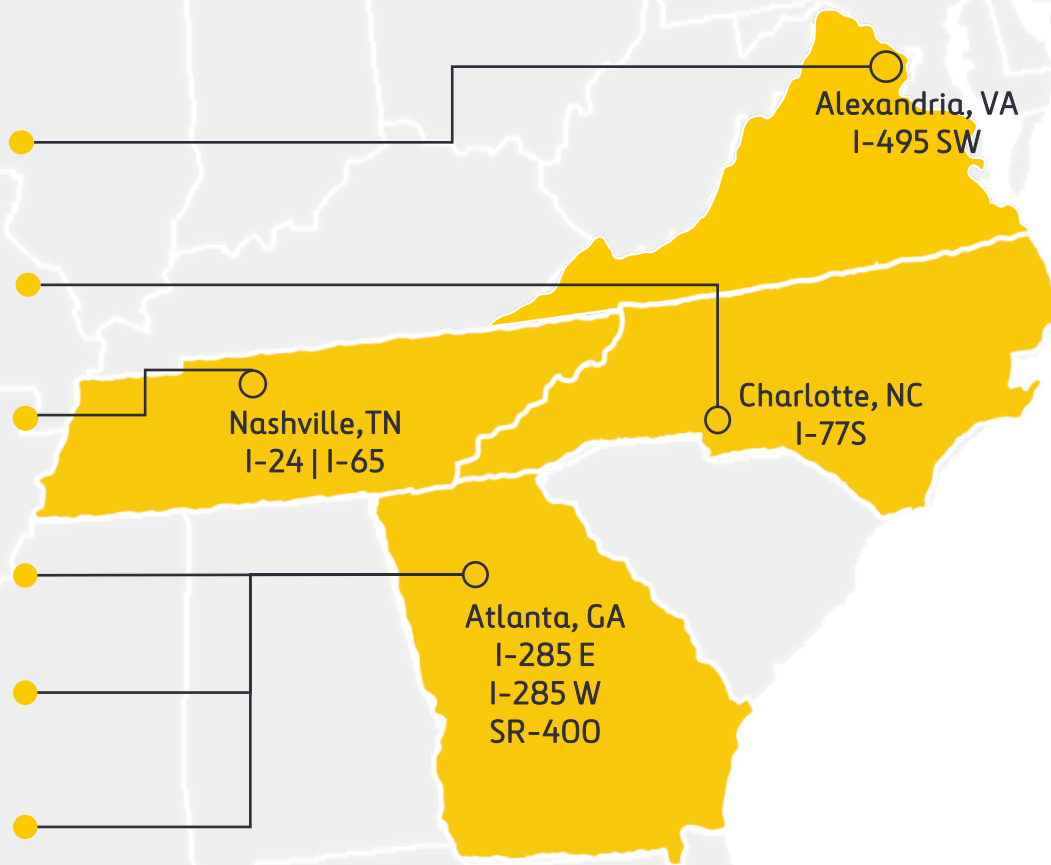 Alexandria, VA
I-495 SW
Charlotte, NC
I-77S
Nashville,TN
I-24 | I-65
Atlanta, GA
I-285 E
I-285 W
SR-400